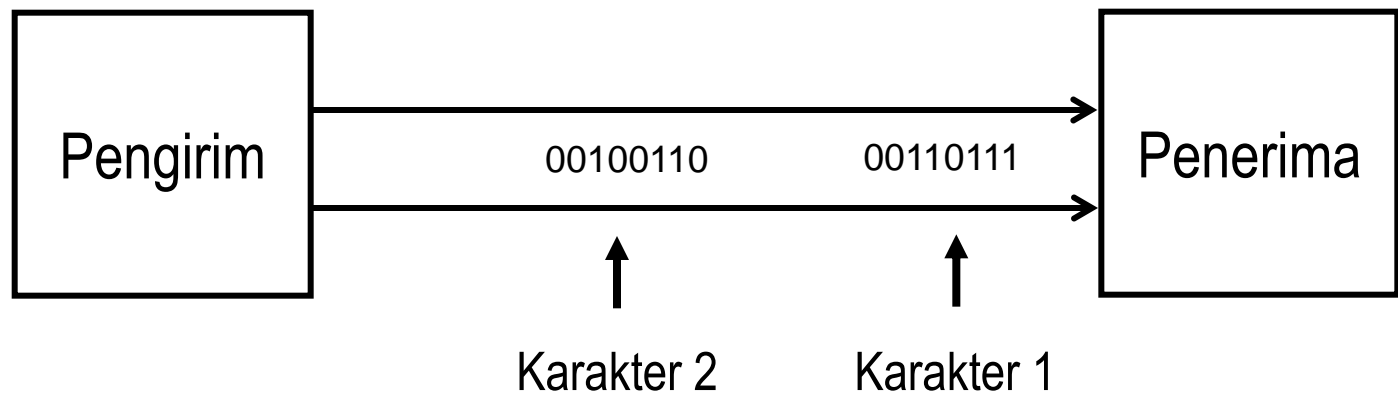 Pengirim
00100110
00110111
Penerima
Karakter 2
Karakter 1